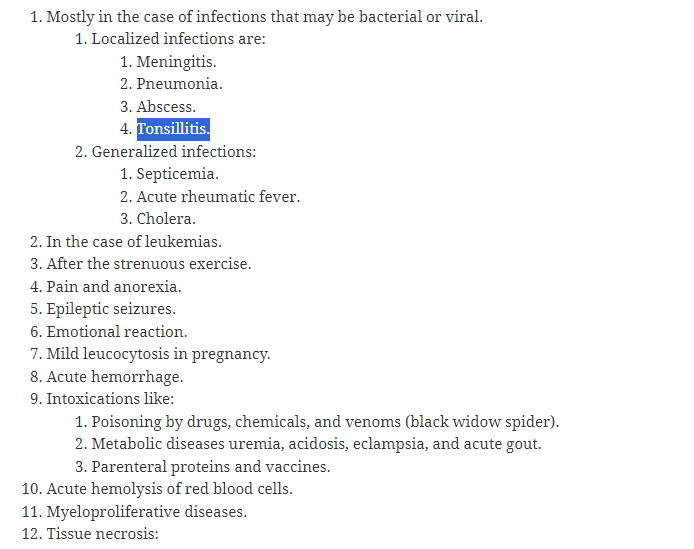 1. Mostly in the case of infections that may be bacterial or viral.
1. Localized infections are:
1. Meningitis.
2. Pneumonia.
3. Abscess.
4. Tonsillitis.
2. Generalized infections:
1. Septicemia.
2. Acute rheumatic fever.
3. Cholera.
2. In the case of leukemias.
3. After the strenuous exercise.
4. Pain and anorexia.
5. Epileptic seizures.
6. Emotional reaction.
7. Mild leucocytosis in pregnancy.
8. Acute hemorrhage.
9. Intoxications like:
1. Poisoning by drugs, chemicals, and venoms (black widow spider).
2. Metabolic diseases uremia, acidosis, eclampsia, and acute gout.
3. Parenteral proteins and vaccines.
10. Acute hemolysis of red blood cells.
11. Myeloproliferative diseases.
12. Tissue necrosis: